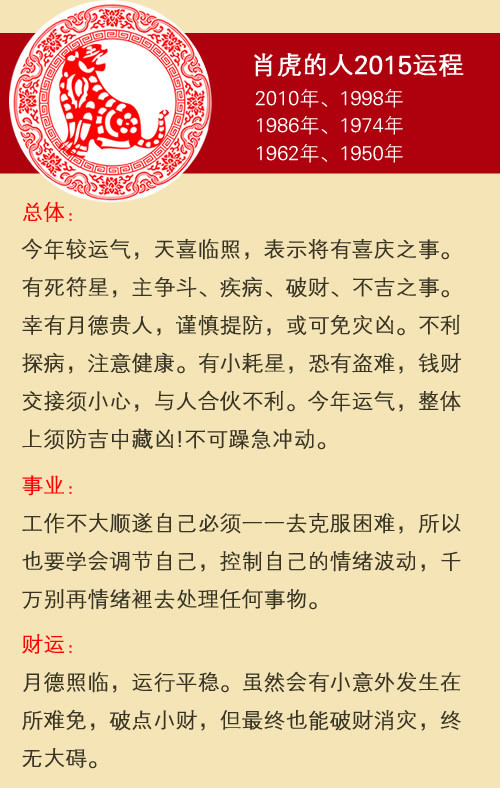 肖虎的人2015运程
2010年、1998年
1986年、1974年
1962年、1950年
总体：
今年较运气，天喜临照，表示将有喜庆之事。
有死符星，主争斗、疾病、破财、不吉之事。
幸有月德贵人，谨慎提防，或可免灾凶。不利
探病，注意健康。有小耗星，恐有盗难，钱财
交接须小心，与人合伙不利。今年运气，整体
上须防吉中藏凶!不可躁急冲动。
事业：
工作不大顺遂自己必须一一去克服困难，所以
也要学会调节自己，控制自己的情绪波动，千
万别再情绪裡去处理任何事物。
财运：
月德照临，运行平稳。虽然会有小意外发生在
所难免，破点小财，但最终也能破财消灾，终
无大碍。